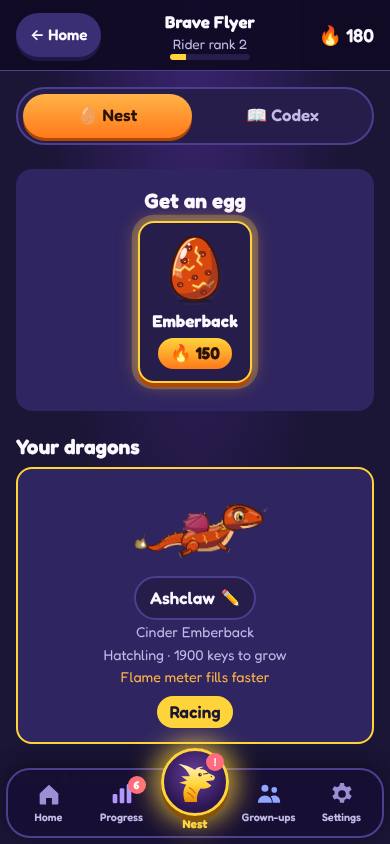 ← Home
Brave Flyer
Rider rank 2
180
Nest
Codex
Get an egg
Emberback
150
Your dragons
Ashclaw
Cinder Emberback
Hatchling · 1900 keys to grow
Flame meter fills faster
Racing
Home
6
Progress
!
Nest
Grown-ups
Settings